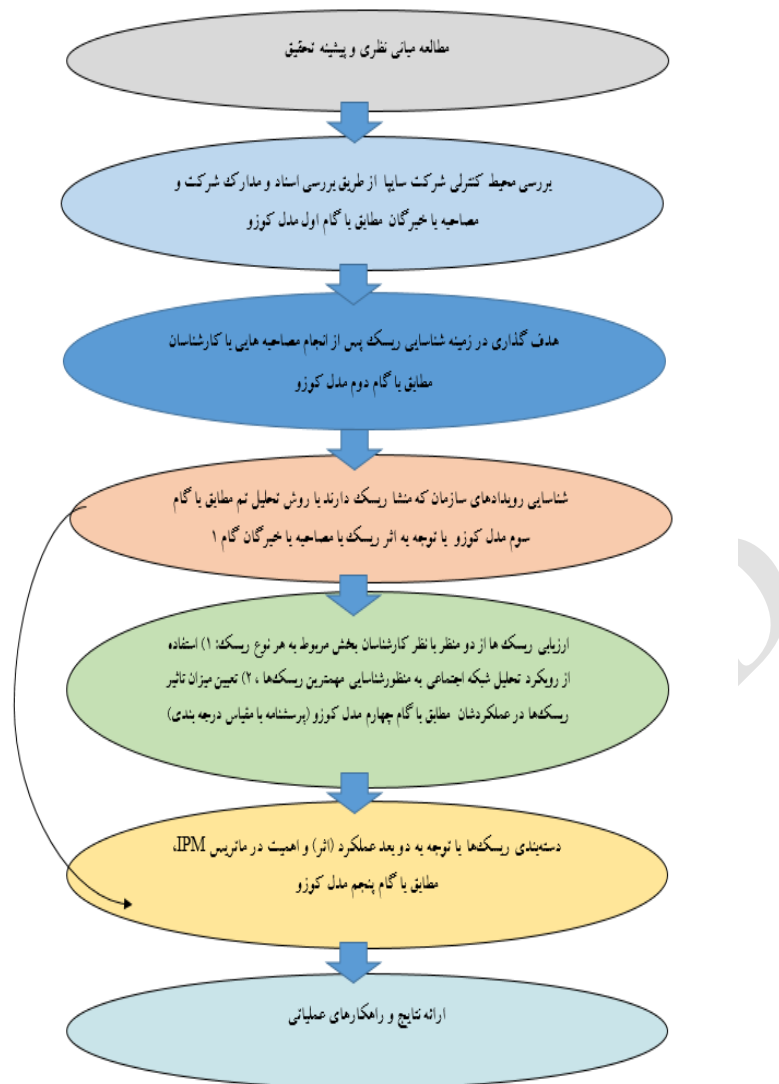 مطالعه مبانی نظری و پیشینه تحقیق
بررسی محیط کنترلی شرکت سایپا از طریق بررسی اسناد و مدارک شرکت و
مصاحبه با خبرگان مطابق با گام اول مدل کوزو
هدف گذاری در زمینه شناسایی ریسک پس از انجام مصاحبه هایی با کارشناسان
مطابق با گام دوم مدل کوزو
شناسایی رویدادهای سازمان که منشا ریسک دارند با روش تحلیل تم مطابق با گام
سوم مدل کوزو با توجه به اثر ریسک با مصاحبه با خبرگان گام ۱
ارزیابی ریسک ها از دو منظر با نظر کارشناسان بخش مربوط به هر نوع ریسک: ۱) استفاده
از رویکرد تحلیل شبکه اجتماعی به منظورشناسایی مهمترین ریسک‌ها ، ۲) تعیین میزان تاثیر
ریسک‌ها در عملکردشان مطابق با گام چهارم مدل کوزو (پرسشنامه با مقیاس درجه بندی)
دسته‌بندی ریسک‌ها با توجه به دو بعد عملکرد (اثر) و اهمیت در ماتریس IPM،
مطابق با گام پنجم مدل کوزو
ارائه نتایج و راهکارهای عملیاتی